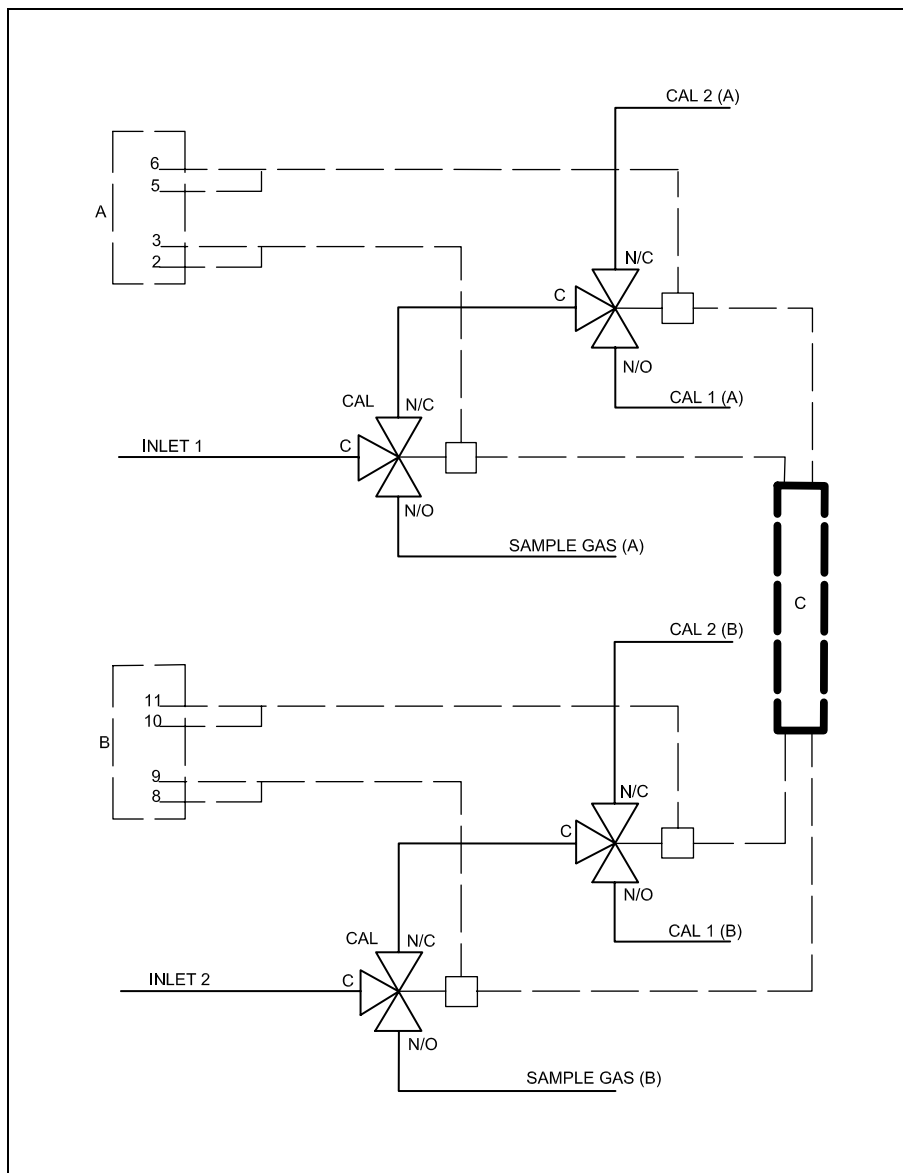 CAL 2 (A)
6
5
A
3
2
N/C
C
N/O
CAL 1 (A)
CAL
N/C
INLET 1
C
N/O
SAMPLE GAS (A)
C
CAL 2 (B)
11
10
B
9
8
N/C
C
N/O
CAL 1 (B)
CAL
N/C
INLET 2
C
N/O
SAMPLE GAS (B)